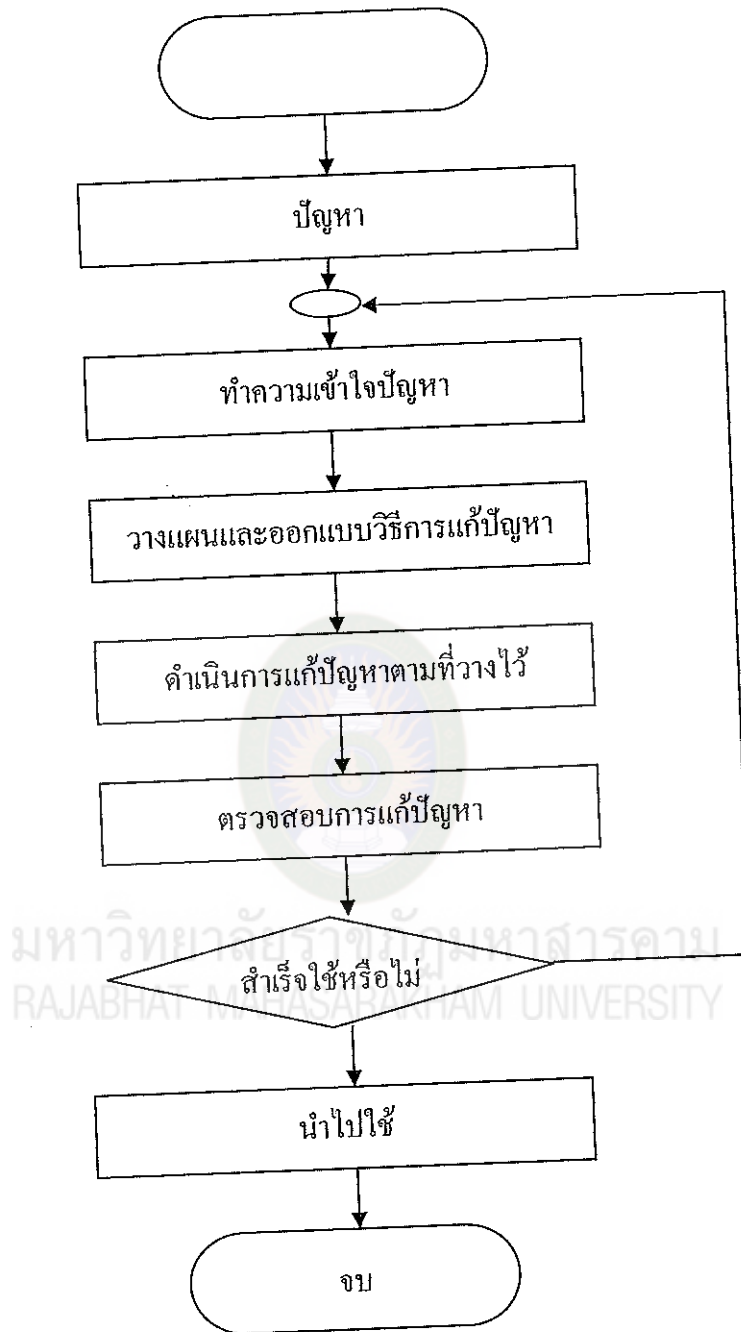 ปัญหา
ทำความเข้าใจปัญหา
วางแผนและออกแบบวิธีการแก้ปัญหา
ดำเนินการแก้ปัญหาตามที่วางไว้
ตรวจสอบการแก้ปัญหา
มหาวิทยาลัยราชภัฏมหาสารคาม
สำเร็จใช้หรือไม่
RAJABHAT MAHASARAKHAM UNIVERSITY
นำไปใช้
จบ